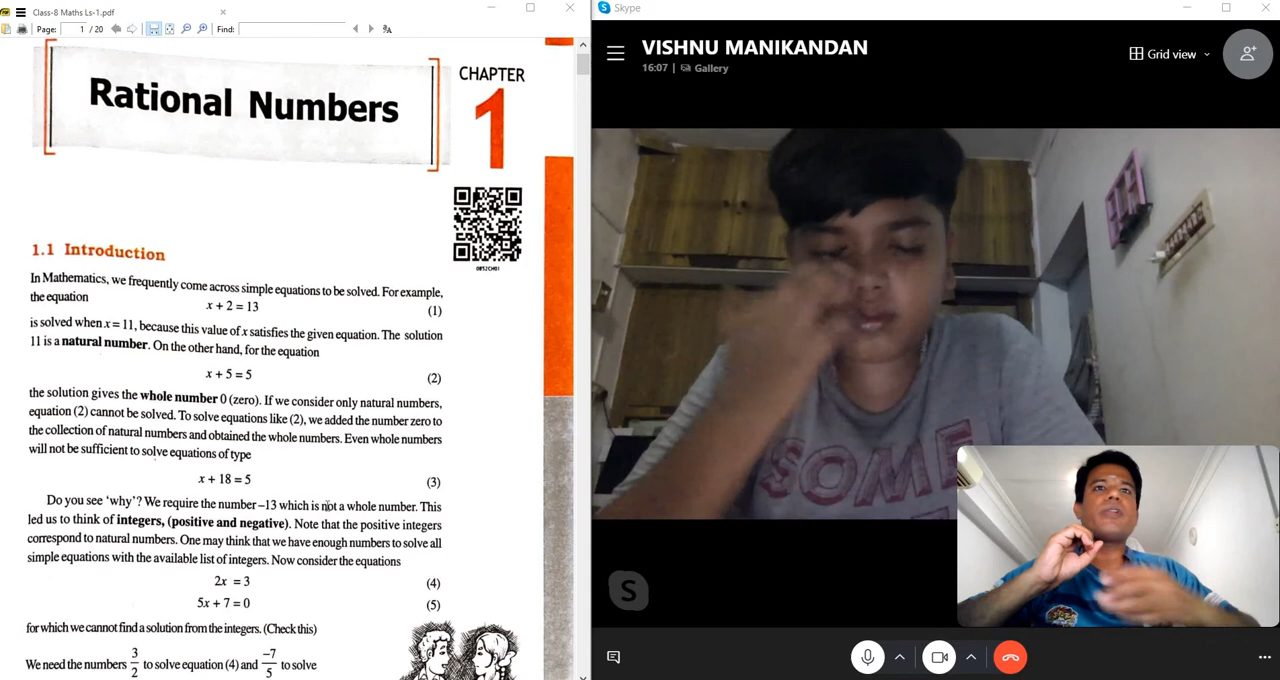 Class-8 Maths Ls-1.pdf
Page: 1 / 20 Find:
Rational Numbers
CHAPTER
1
0852CH01
1.1 Introduction
In Mathematics, we frequently come across simple equations to be solved. For example,
the equation
x + 2 = 13 (1)
is solved when x = 11, because this value of x satisfies the given equation. The solution
11 is a natural number. On the other hand, for the equation
x + 5 = 5 (2)
the solution gives the whole number 0 (zero). If we consider only natural numbers,
equation (2) cannot be solved. To solve equations like (2), we added the number zero to
the collection of natural numbers and obtained the whole numbers. Even whole numbers
will not be sufficient to solve equations of type
x + 18 = 5 (3)
Do you see ‘why’? We require the number –13 which is not a whole number. This
led us to think of integers, (positive and negative). Note that the positive integers
correspond to natural numbers. One may think that we have enough numbers to solve all
simple equations with the available list of integers. Now consider the equations
2x = 3 (4)
5x + 7 = 0 (5)
for which we cannot find a solution from the integers. (Check this)
We need the numbers 3/2 to solve equation (4) and –7/5 to solve
Skype
VISHNU MANIKANDAN
16:07 | Gallery
Grid view
SOME